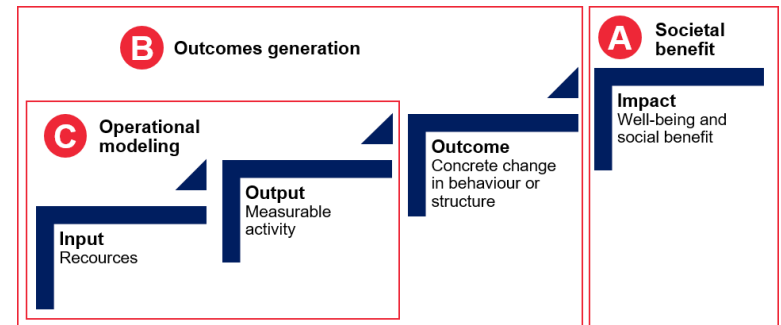 B Outcomes generation
A Societal
benefit
C Operational
modeling
Input
Recources
Output
Measurable
activity
Outcome
Concrete change
in behaviour or
structure
Impact
Well-being and
social benefit